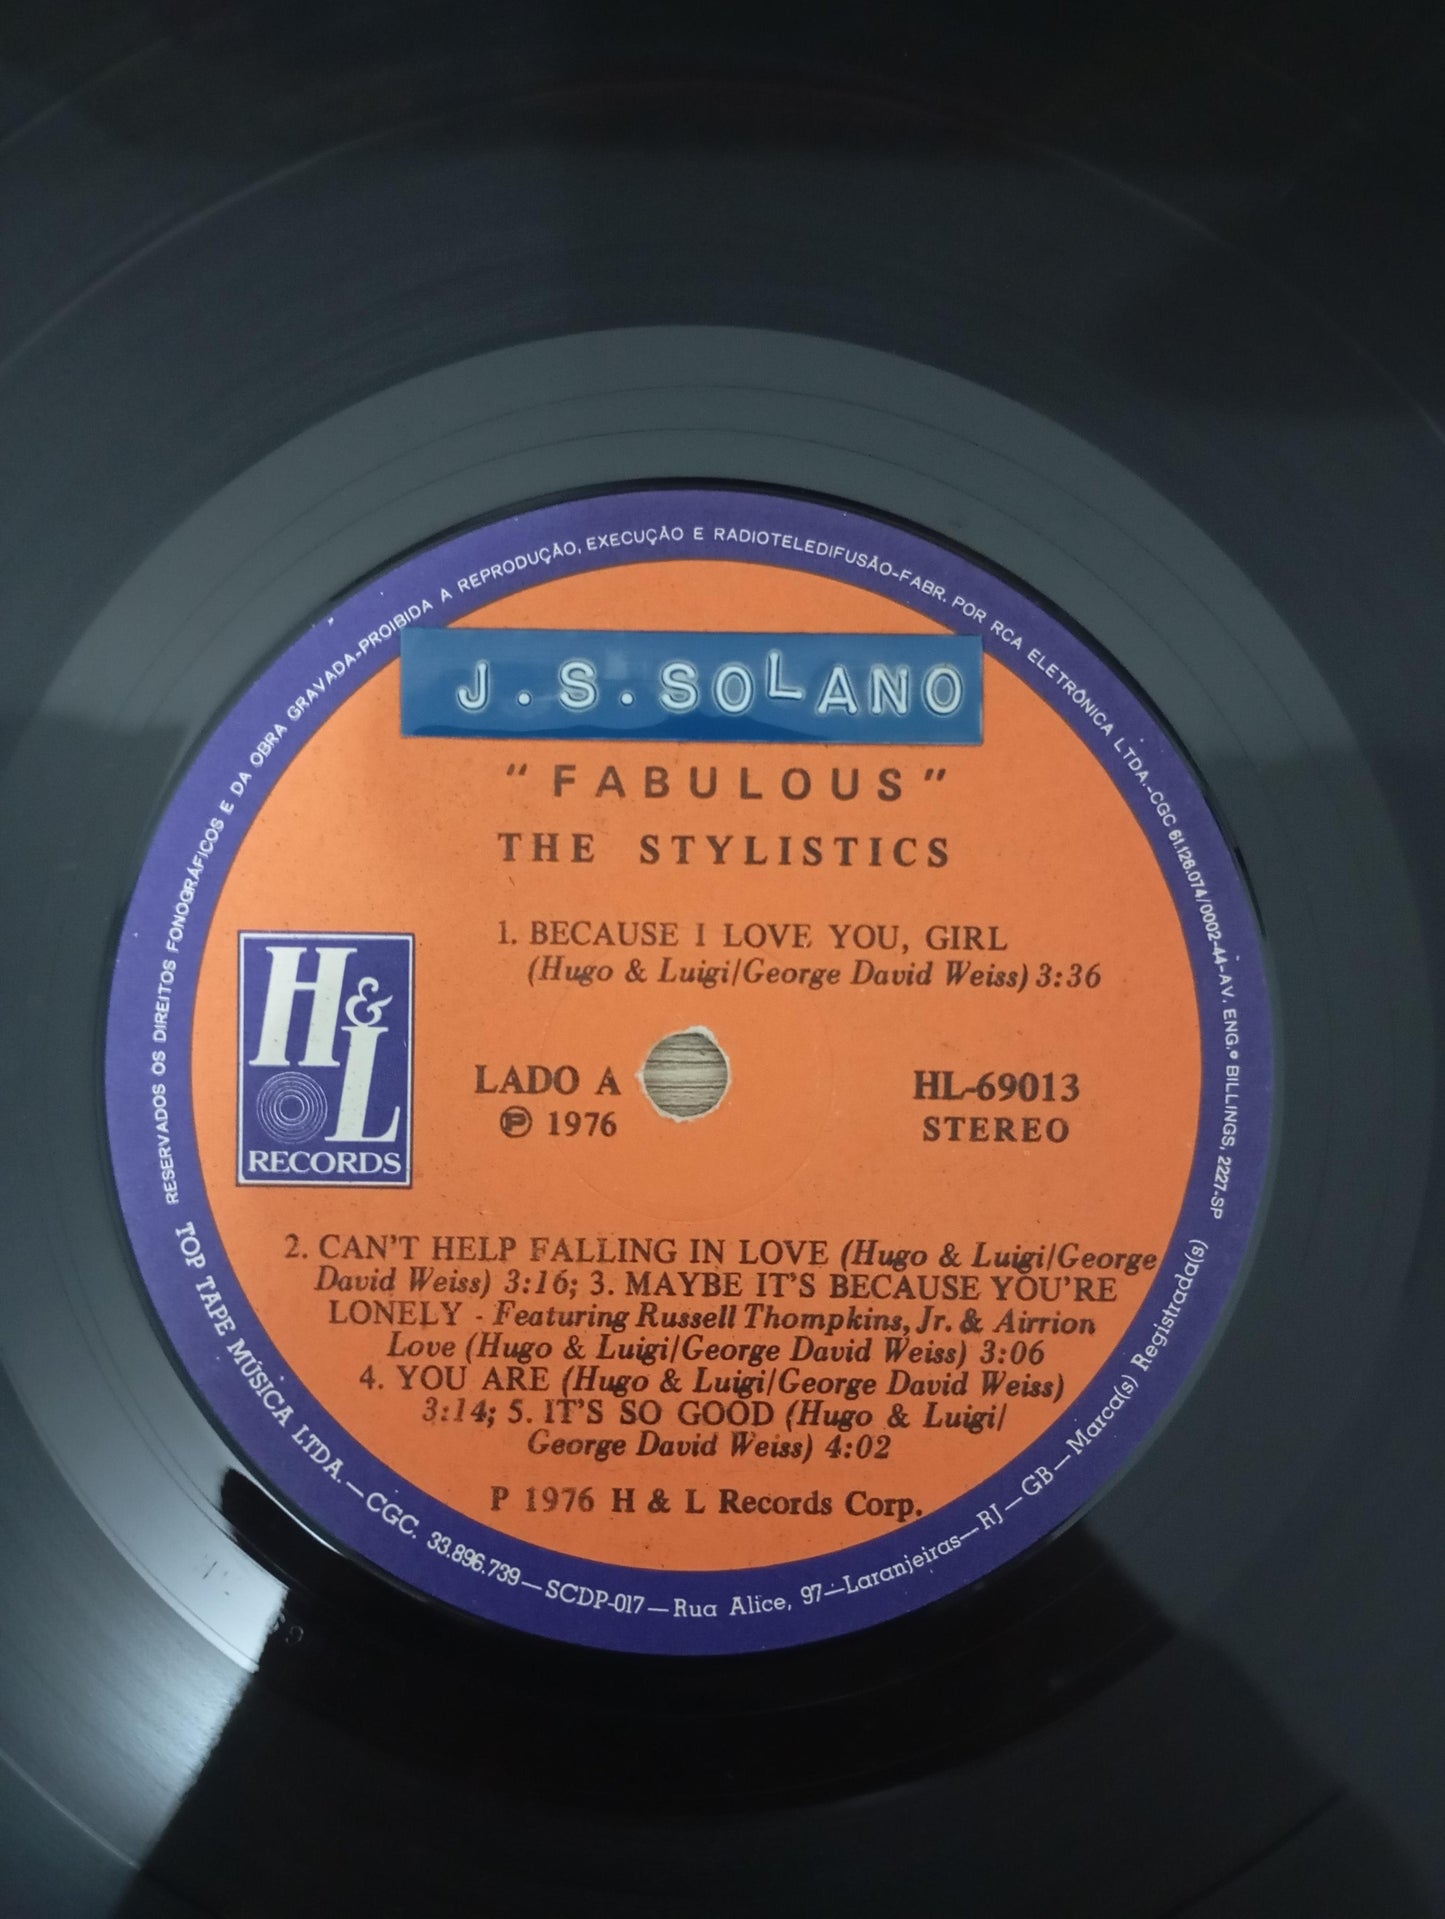 RESERVADOS OS DIREITOS FONOGRÁFICOS E DA OBRA GRAVADA-PROIBIDA A REPRODUÇÃO, EXECUÇÃO E RADIOTELEDIFUSÃO-FABR. POR RCA ELETRÔNICA LTDA.-CGC 61.126.074/0002-44-AV. ENG.º BILLINGS, 2227-SP
J.S.SOLANO
"FABULOUS"
THE STYLISTICS
1. BECAUSE I LOVE YOU, GIRL
(Hugo & Luigi/George David Weiss) 3:36
H&L
RECORDS
LADO A
Ⓟ 1976
HL-69013
STEREO
2. CAN'T HELP FALLING IN LOVE (Hugo & Luigi/George
David Weiss) 3:16; 3. MAYBE IT'S BECAUSE YOU'RE
LONELY - Featuring Russell Thompkins, Jr. & Airrion
Love (Hugo & Luigi/George David Weiss) 3:06
4. YOU ARE (Hugo & Luigi/George David Weiss)
3:14; 5. IT'S SO GOOD (Hugo & Luigi/
George David Weiss) 4:02
P 1976 H & L Records Corp.
TOP TAPE MÚSICA LTDA.—CGC. 33.896.739—SCDP-017—Rua Alice, 97—Laranjeiras—RJ—GB—Marca(s) Registrada(s)